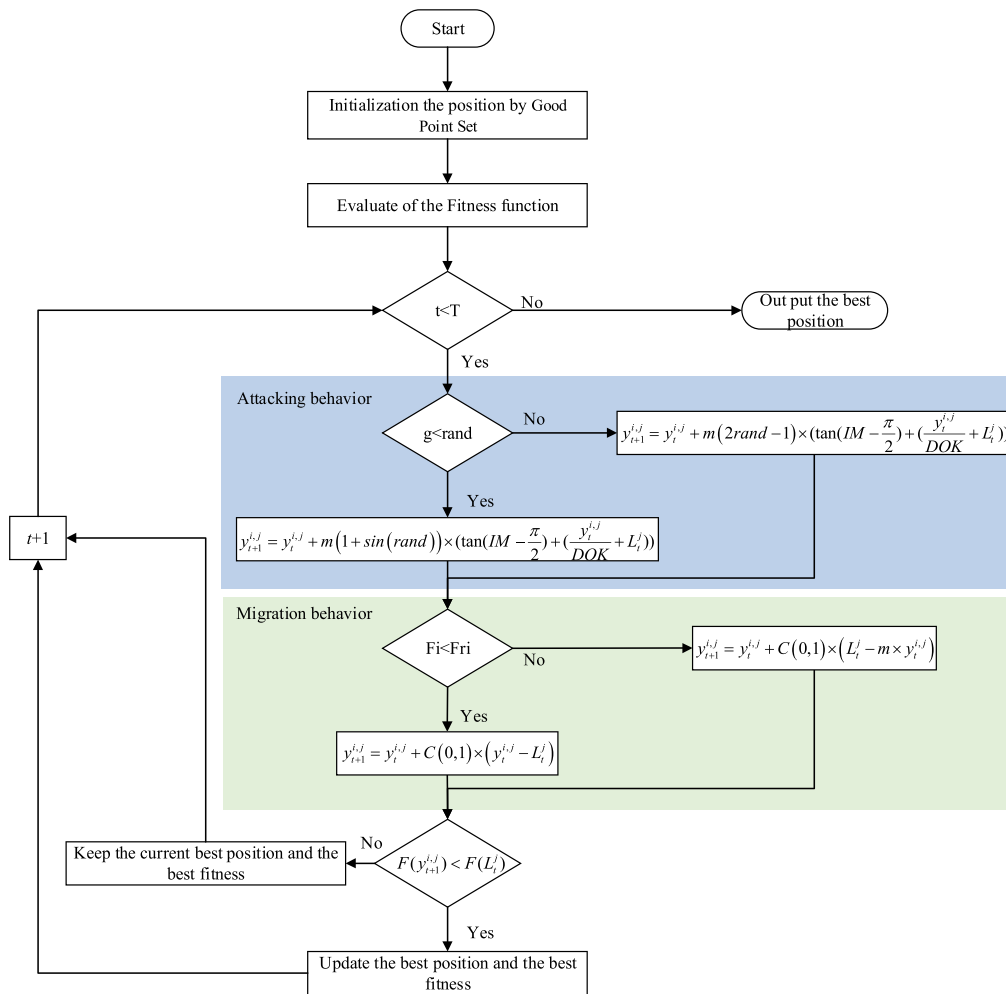 Start
Initialization the position by Good
Point Set
Evaluate of the Fitness function
t<T
No
Out put the best
position
Yes
Attacking behavior
g<rand
No
y_{t+1}^{i,j} = y_t^{i,j} + m(2rand−1)×(tan(IM−π/2)+(y_t^{i,j}/DOK+L_t^j))
Yes
y_{t+1}^{i,j} = y_t^{i,j} + m(1+sin(rand))×(tan(IM−π/2)+(y_t^{i,j}/DOK+L_t^j))
t+1
Migration behavior
Fi<Fri
No
y_{t+1}^{i,j} = y_t^{i,j} + C(0,1)×(L_t^j − m×y_t^{i,j})
Yes
y_{t+1}^{i,j} = y_t^{i,j} + C(0,1)×(y_t^{i,j} − L_t^j)
F(y_{t+1}^{i,j}) < F(L_t^j)
No
Keep the current best position and the
best fitness
Yes
Update the best position and the best
fitness